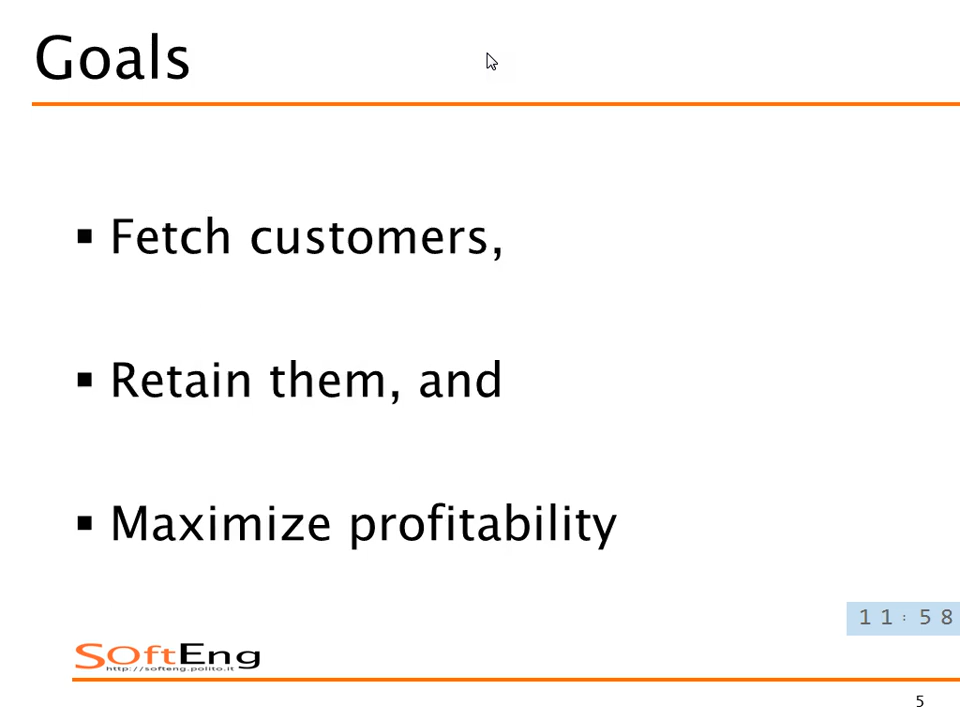 Goals
▪ Fetch customers,
▪ Retain them, and
▪ Maximize profitability
11:58
SOftEng
http://softeng.polito.it
5